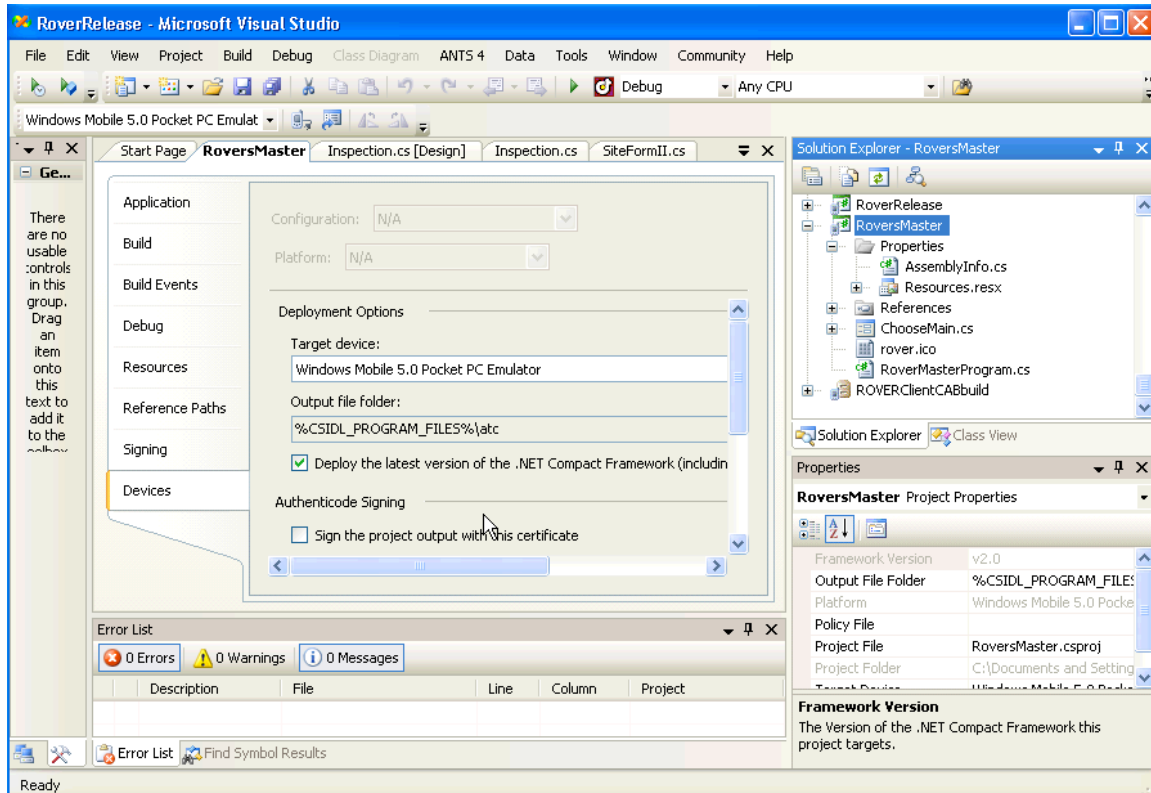 RoverRelease - Microsoft Visual Studio
File Edit View Project Build Debug Class Diagram ANTS 4 Data Tools Window Community Help
Debug Any CPU
Windows Mobile 5.0 Pocket PC Emulat
Ge...
There
are no
usable
controls
in this
group.
Drag
an
item
onto
this
text to
add it
to the
Start Page RoversMaster Inspection.cs [Design] Inspection.cs SiteFormII.cs
Application
Build
Build Events
Debug
Resources
Reference Paths
Signing
Devices
Configuration: N/A
Platform: N/A
Deployment Options
Target device:
Windows Mobile 5.0 Pocket PC Emulator
Output file folder:
%CSIDL_PROGRAM_FILES%\atc
Deploy the latest version of the .NET Compact Framework (includin
Authenticode Signing
Sign the project output with this certificate
Error List
0 Errors 0 Warnings 0 Messages
Description File Line Column Project
Error List Find Symbol Results
Solution Explorer - RoversMaster
RoverRelease
RoversMaster
Properties
AssemblyInfo.cs
Resources.resx
References
ChooseMain.cs
rover.ico
RoverMasterProgram.cs
ROVERClientCABbuild
Solution Explorer Class View
Properties
RoversMaster Project Properties
Framework Version v2.0
Output File Folder %CSIDL_PROGRAM_FILES
Platform Windows Mobile 5.0 Pocke
Policy File
Project File RoversMaster.csproj
Project Folder C:\Documents and Setting
Framework Version
The Version of the .NET Compact Framework this
project targets.
Ready